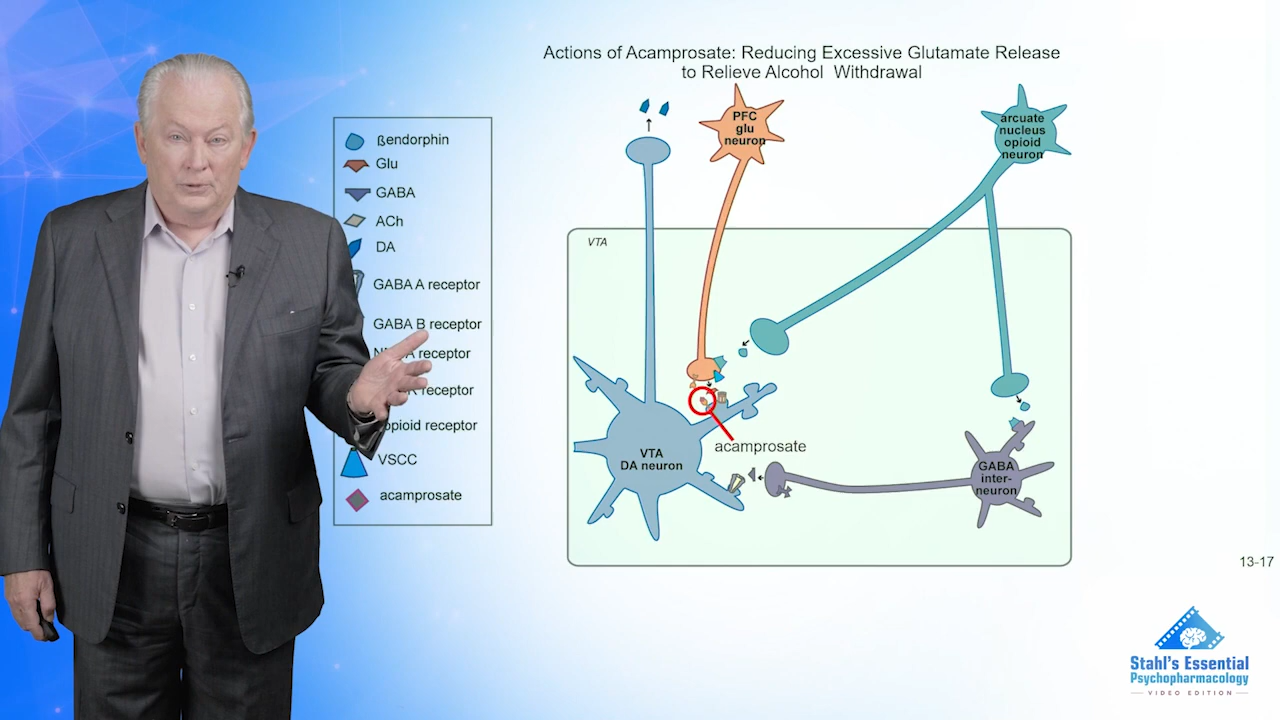 Actions of Acamprosate: Reducing Excessive Glutamate Release
to Relieve Alcohol Withdrawal
ßendorphin
Glu
GABA
ACh
DA
GABA A receptor
GABA B receptor
receptor
receptor
opioid receptor
VSCC
acamprosate
PFC
glu
neuron
arcuate
nucleus
opioid
neuron
VTA
acamprosate
VTA
DA neuron
GABA
inter-
neuron
13-17
Stahl's Essential
Psychopharmacology
VIDEO EDITION